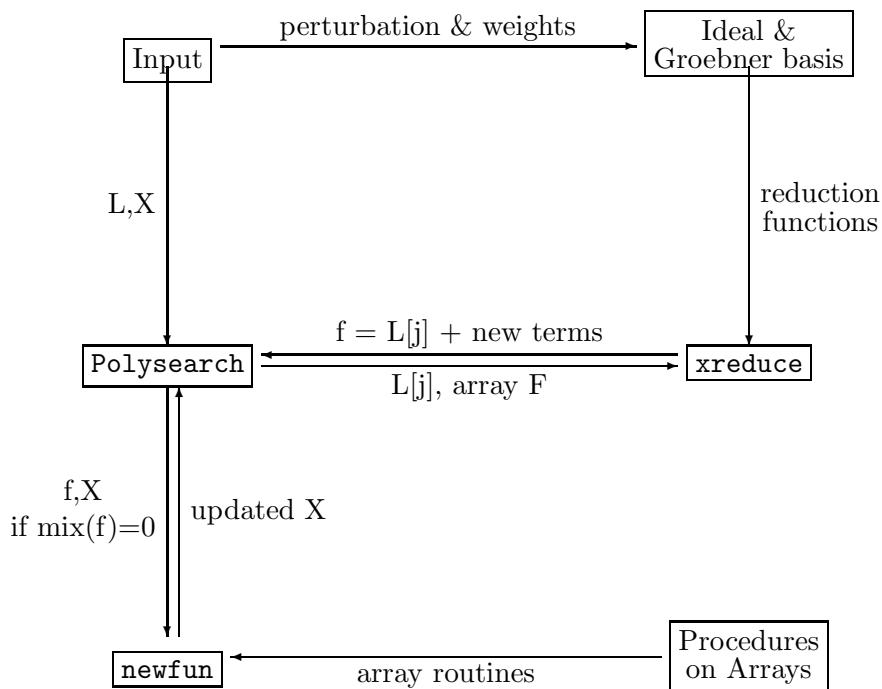 perturbation & weights
Input
Ideal &
Groebner basis
L,X
reduction
functions
f = L[j] + new terms
Polysearch
xreduce
L[j], array F
f,X
if mix(f)=0
updated X
newfun
array routines
Procedures
on Arrays